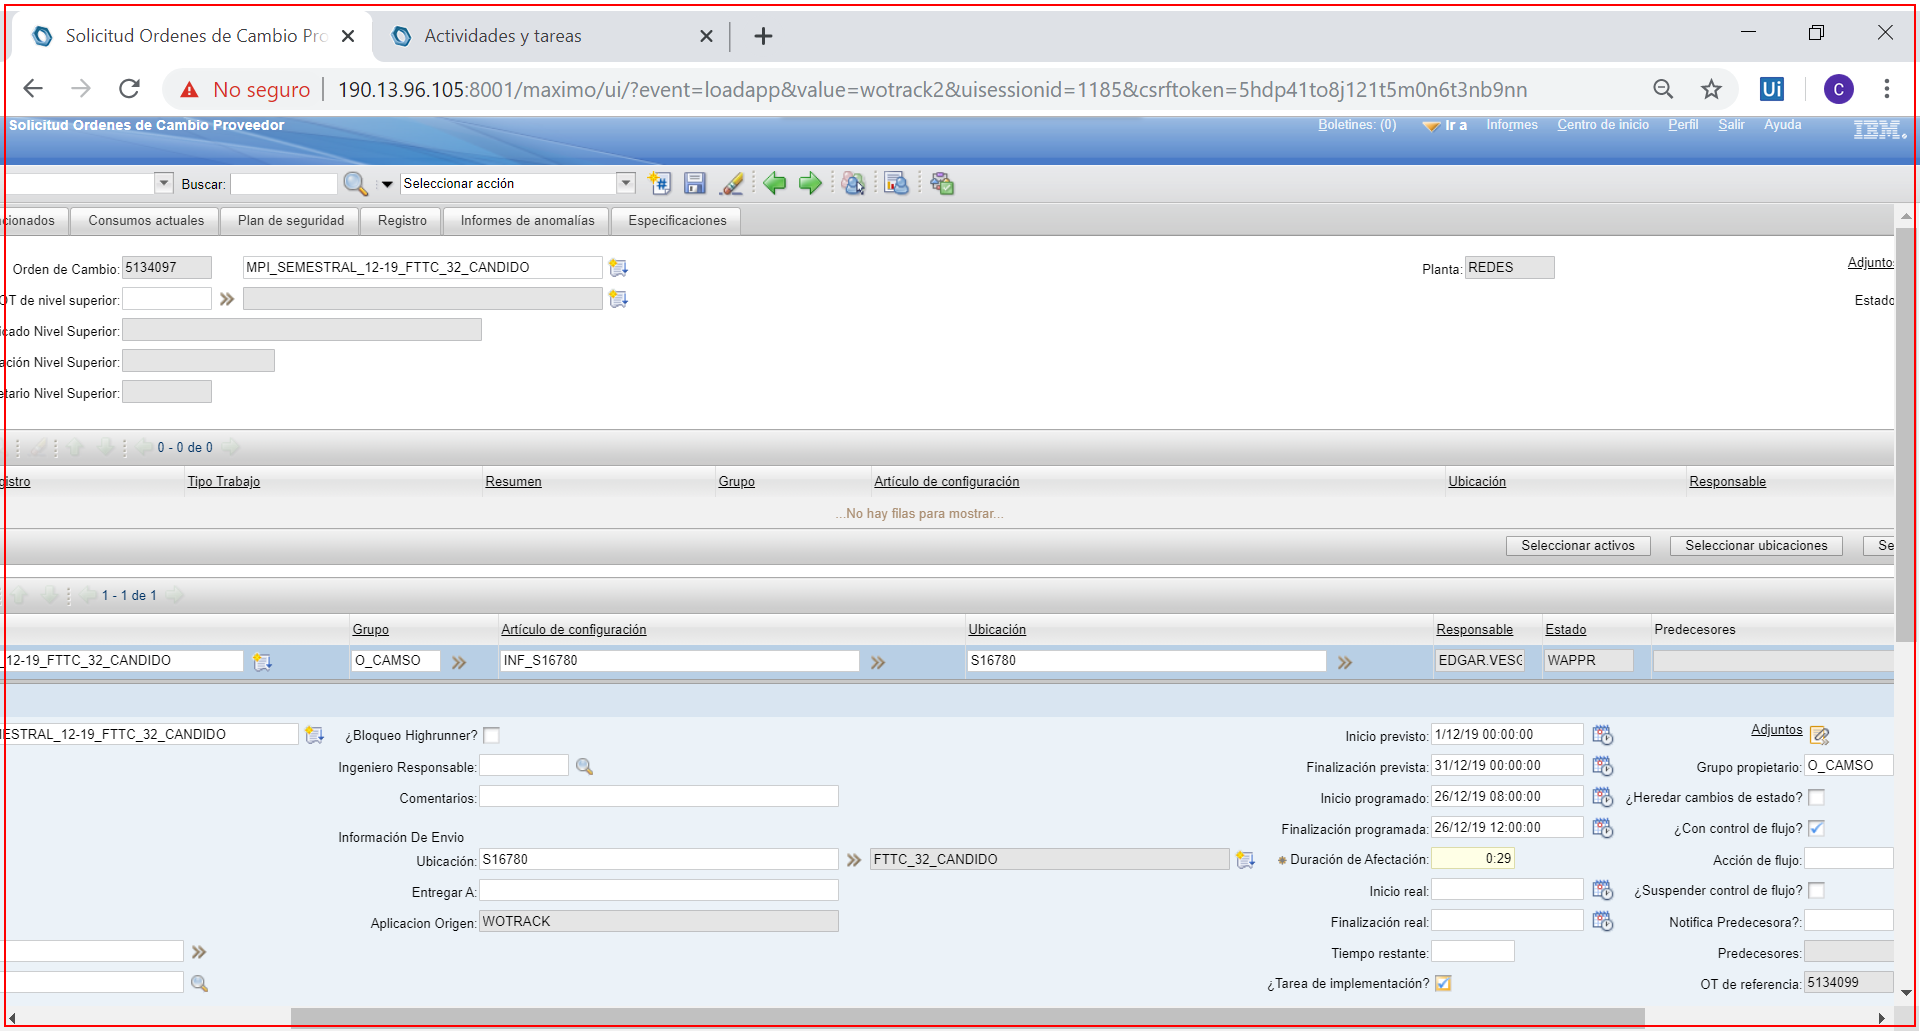 Solicitud Ordenes de Cambio Pro
Actividades y tareas
No seguro
190.13.96.105:8001/maximo/ui/?event=loadapp&value=wotrack2&uisessionid=1185&csrftoken=5hdp41to8j121t5m0n6t3nb9nn
Ui
C
Solicitud Ordenes de Cambio Proveedor
Boletines: (0)
Ir a
Informes
Centro de inicio
Perfil
Salir
Ayuda
IBM.
Buscar:
Seleccionar acción
cionados
Consumos actuales
Plan de seguridad
Registro
Informes de anomalías
Especificaciones
Orden de Cambio: 5134097 MPI_SEMESTRAL_12-19_FTTC_32_CANDIDO
Planta: REDES
Adjuntos
OT de nivel superior:
Estado
icado Nivel Superior:
ación Nivel Superior:
etario Nivel Superior:
0 - 0 de 0
gistro Tipo Trabajo Resumen Grupo Artículo de configuración Ubicación Responsable
...No hay filas para mostrar...
Seleccionar activos
Seleccionar ubicaciones
Se
1 - 1 de 1
Grupo Artículo de configuración Ubicación Responsable Estado Predecesores
12-19_FTTC_32_CANDIDO O_CAMSO INF_S16780 S16780 EDGAR.VESG WAPPR
MESTRAL_12-19_FTTC_32_CANDIDO
¿Bloqueo Highrunner?
Inicio previsto: 1/12/19 00:00:00
Adjuntos
Ingeniero Responsable:
Finalización prevista: 31/12/19 00:00:00
Grupo propietario: O_CAMSO
Comentarios:
Inicio programado: 26/12/19 08:00:00
¿Heredar cambios de estado?
Información De Envio
Finalización programada: 26/12/19 12:00:00
¿Con control de flujo?
Ubicación: S16780 FTTC_32_CANDIDO
Duración de Afectación: 0:29
Acción de flujo:
Entregar A:
Inicio real:
¿Suspender control de flujo?
Aplicacion Origen: WOTRACK
Finalización real:
Notifica Predecesora?:
Tiempo restante:
Predecesores:
¿Tarea de implementación?
OT de referencia: 5134099